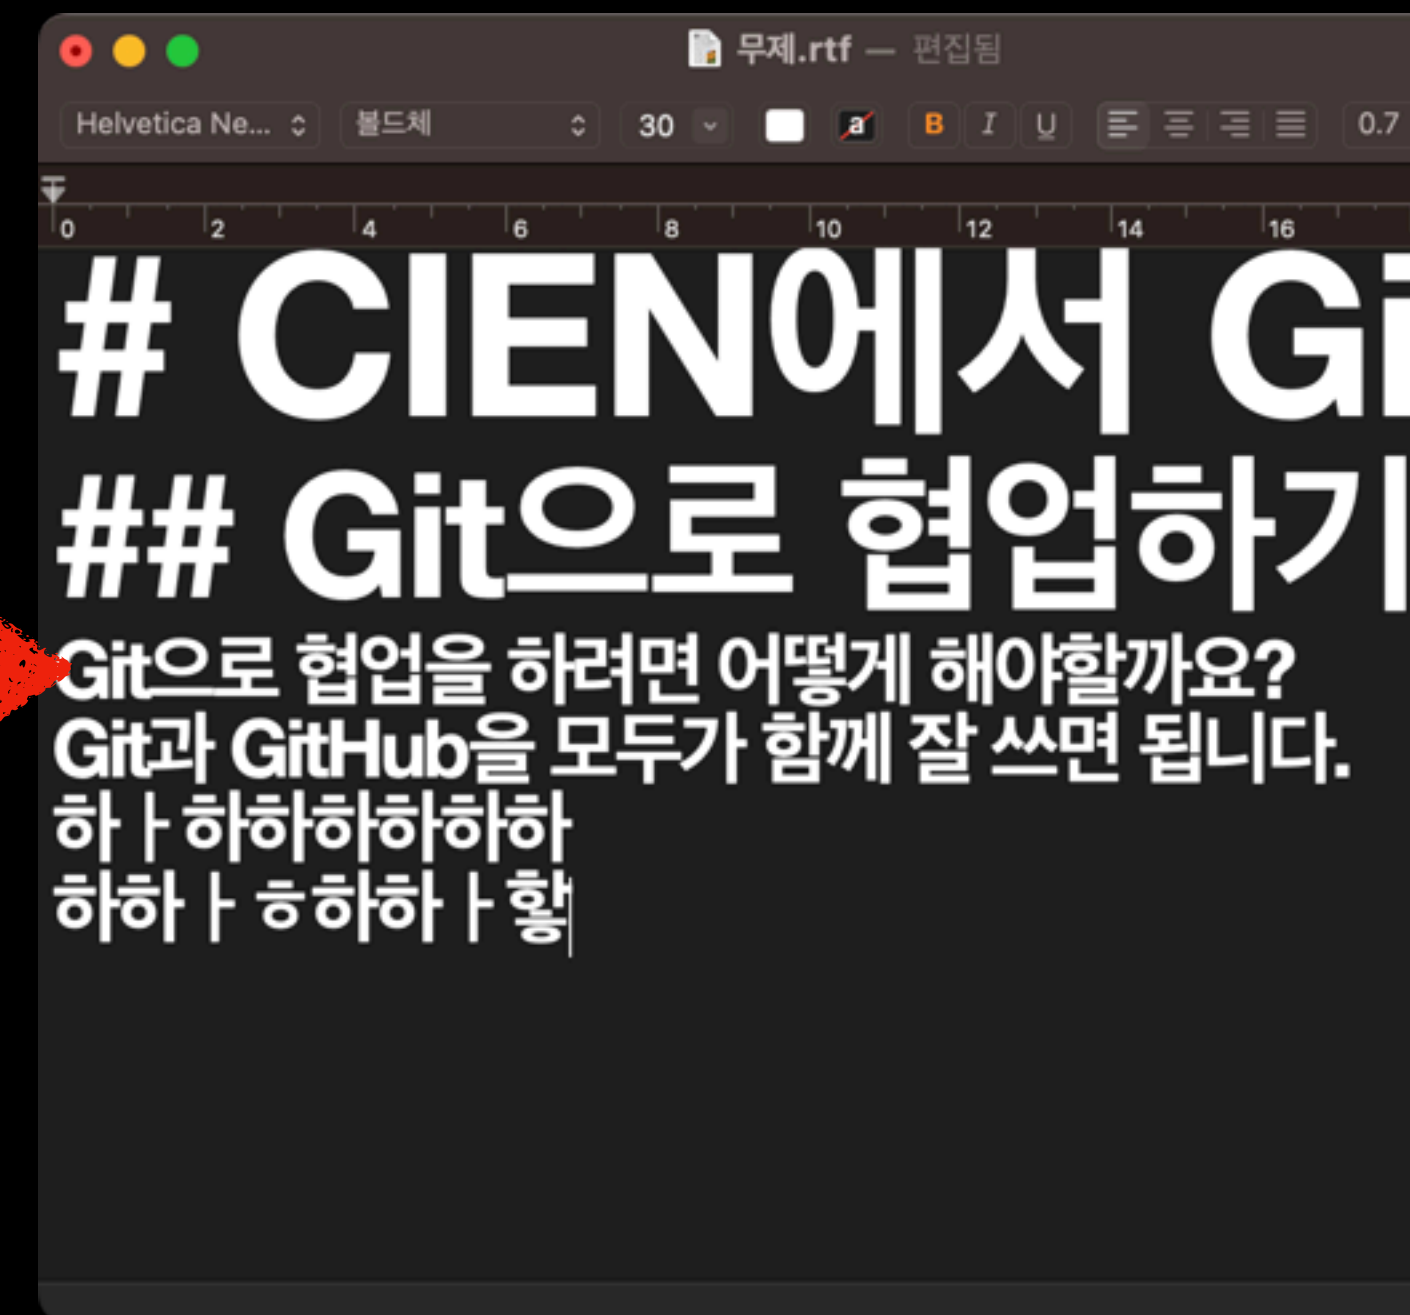 무제.rtf — 편집됨
Helvetica Ne... 볼드체 30 a B I U 0.7
0 2 4 6 8 10 12 14 16
# CIEN에서 Gi
## Git으로 협업하기
Git으로 협업을 하려면 어떻게 해야할까요?
Git과 GitHub을 모두가 함께 잘 쓰면 됩니다.
하ㅏ하하하하하하
하하ㅏㅎ하하ㅏ핳